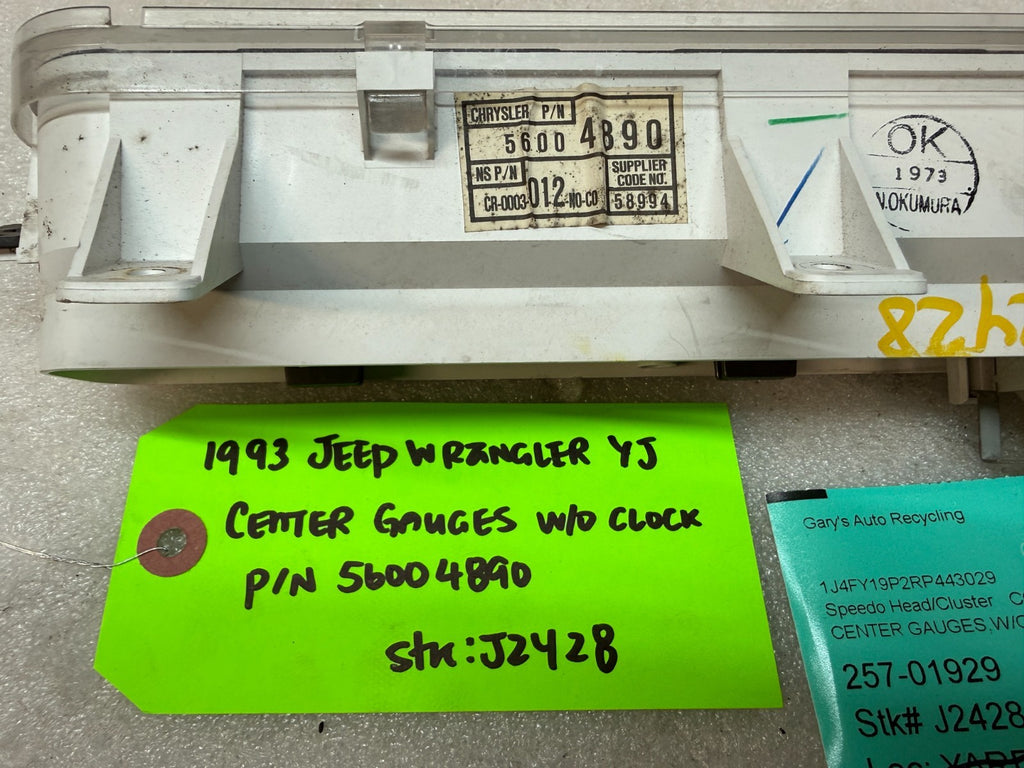 CHRYSLER P/N
5600 4890
NS P/N
SUPPLIER
CODE NO.
CR-0003-012-NO-CO
58994
OK
1973
N.OKUMURA
2428
1993 JEEP WRANGLER YJ
CENTER GAUGES W/O CLOCK
P/N 56004890
stk: J2428
Gary's Auto Recycling
1J4FY19P2RP443029
Speedo Head/Cluster
CENTER GAUGES,W/O
257-01929
Stk# J2428